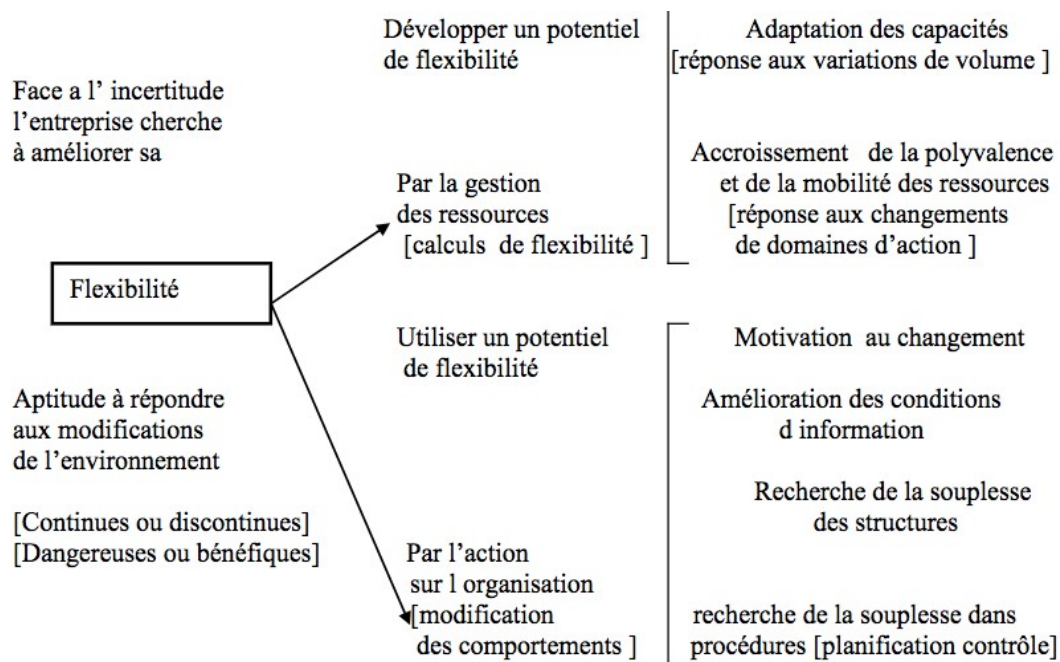 Face a l’ incertitude
l’entreprise cherche
à améliorer sa
Flexibilité
Aptitude à répondre
aux modifications
de l’environnement
[Continues ou discontinues]
[Dangereuses ou bénéfiques]
Développer un potentiel
de flexibilité
Par la gestion
des ressources
[calculs de flexibilité ]
Utiliser un potentiel
de flexibilité
Par l’action
sur l organisation
[modification
des comportements ]
Adaptation des capacités
[réponse aux variations de volume ]
Accroissement de la polyvalence
et de la mobilité des ressources
[réponse aux changements
de domaines d’action ]
Motivation au changement
Amélioration des conditions
d information
Recherche de la souplesse
des structures
recherche de la souplesse dans
procédures [planification contrôle]